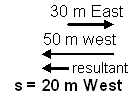 30 m East
50 m west
resultant
s = 20 m West